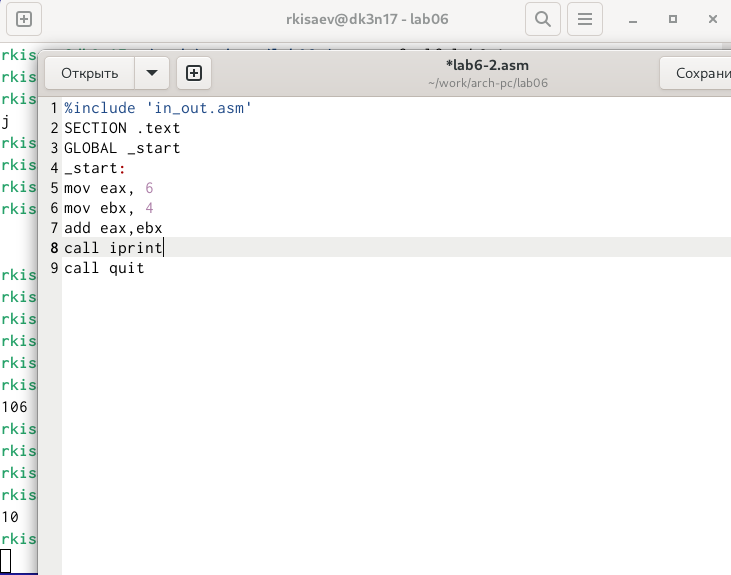 rkisaev@dk3n17 - lab06
rkis
Открыть
*lab6-2.asm
~/work/arch-pc/lab06
Сохрани
rkis
rkis
j
rkis
rkis
rkis
rkis
rkis
rkis
rkis
rkis
rkis
rkis
106
rkis
rkis
rkis
rkis
10
rkis
1 %include 'in_out.asm'
2 SECTION .text
3 GLOBAL _start
4 _start:
5 mov eax, 6
6 mov ebx, 4
7 add eax,ebx
8 call iprint
9 call quit